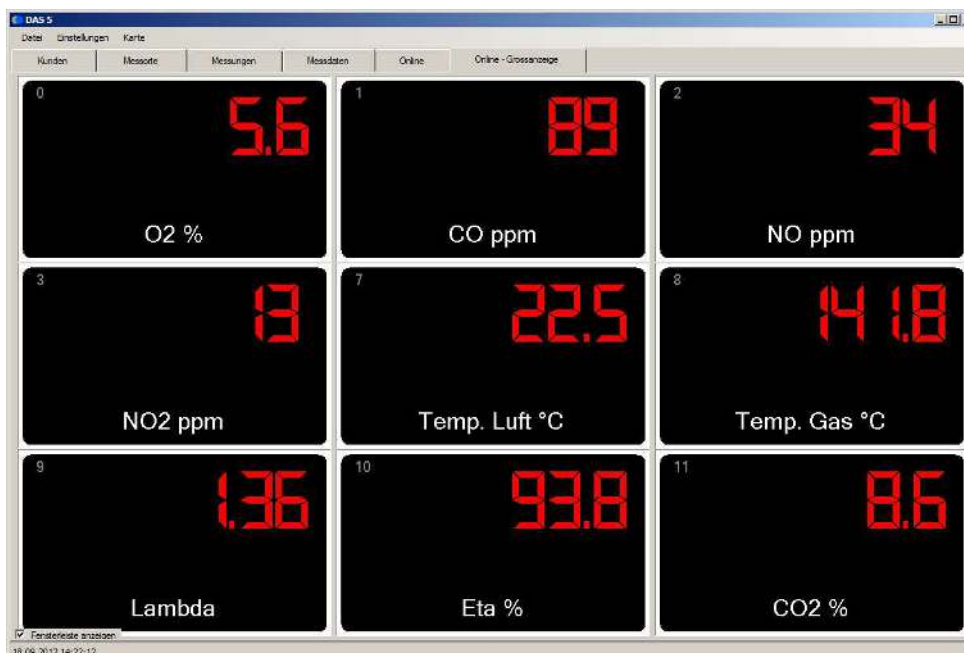 DAS 5
Datei Einstellungen Karte
Kunden Messorte Messungen Messdaten Online Online - Grossanzeige
0 5.6 1 89 2 34
O2 % CO ppm NO ppm
3 13 7 22.5 8 141.8
NO2 ppm Temp. Luft °C Temp. Gas °C
9 1.36 10 93.8 11 8.6
Lambda Eta % CO2 %
Fensterleiste anzeigen